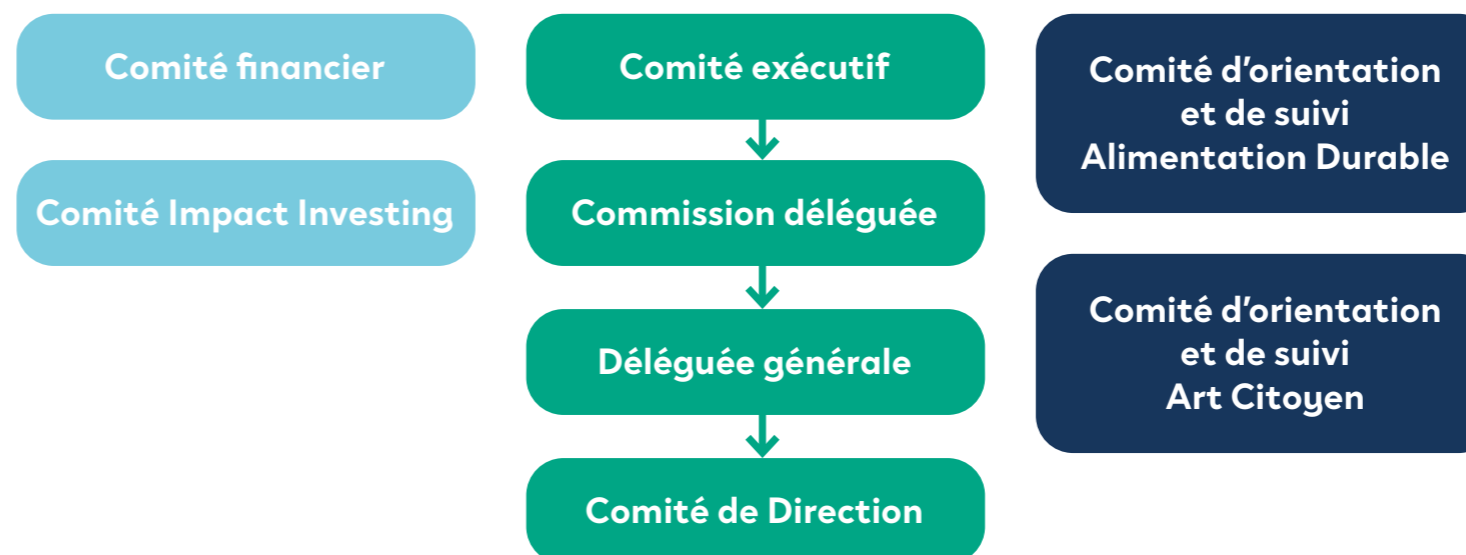 Comité financier
Comité Impact Investing
Comité exécutif
Commission déléguée
Déléguée générale
Comité de Direction
Comité d’orientation
et de suivi
Alimentation Durable
Comité d’orientation
et de suivi
Art Citoyen